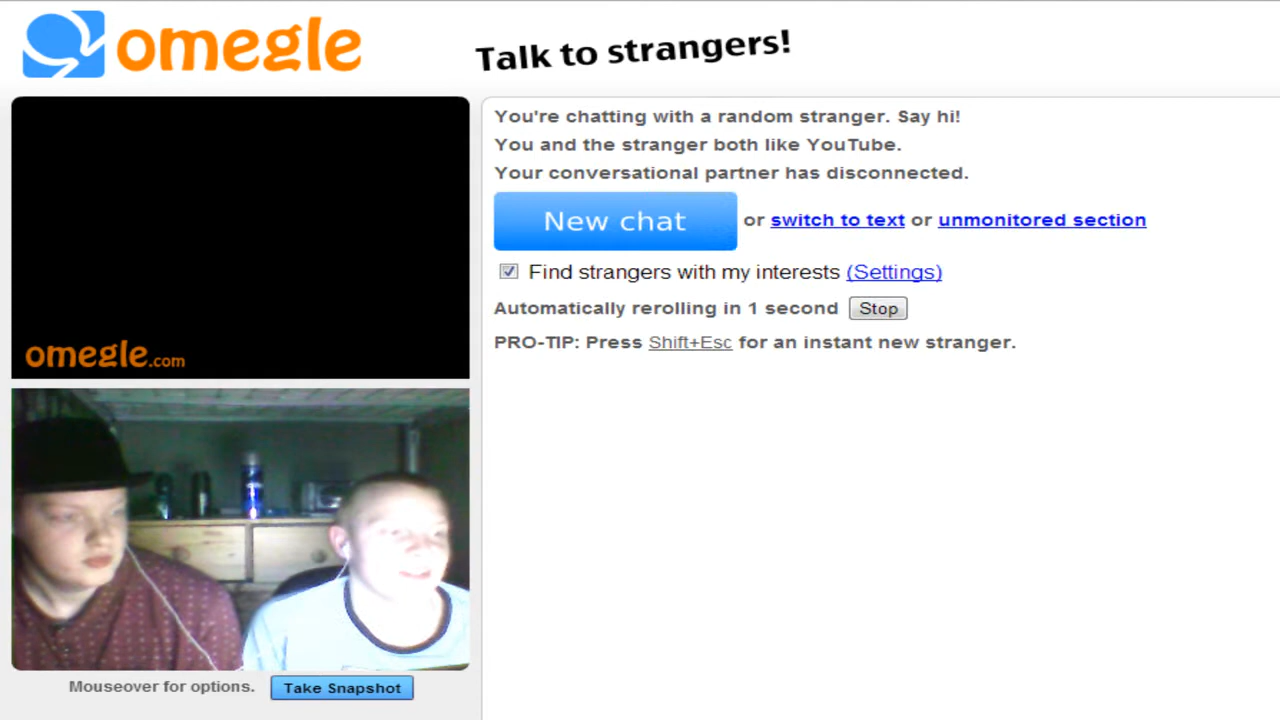 omegle
Talk to strangers!
You're chatting with a random stranger. Say hi!
You and the stranger both like YouTube.
Your conversational partner has disconnected.
New chat or switch to text or unmonitored section
Find strangers with my interests (Settings)
Automatically rerolling in 1 second Stop
PRO-TIP: Press Shift+Esc for an instant new stranger.
omegle.com
Mouseover for options. Take Snapshot